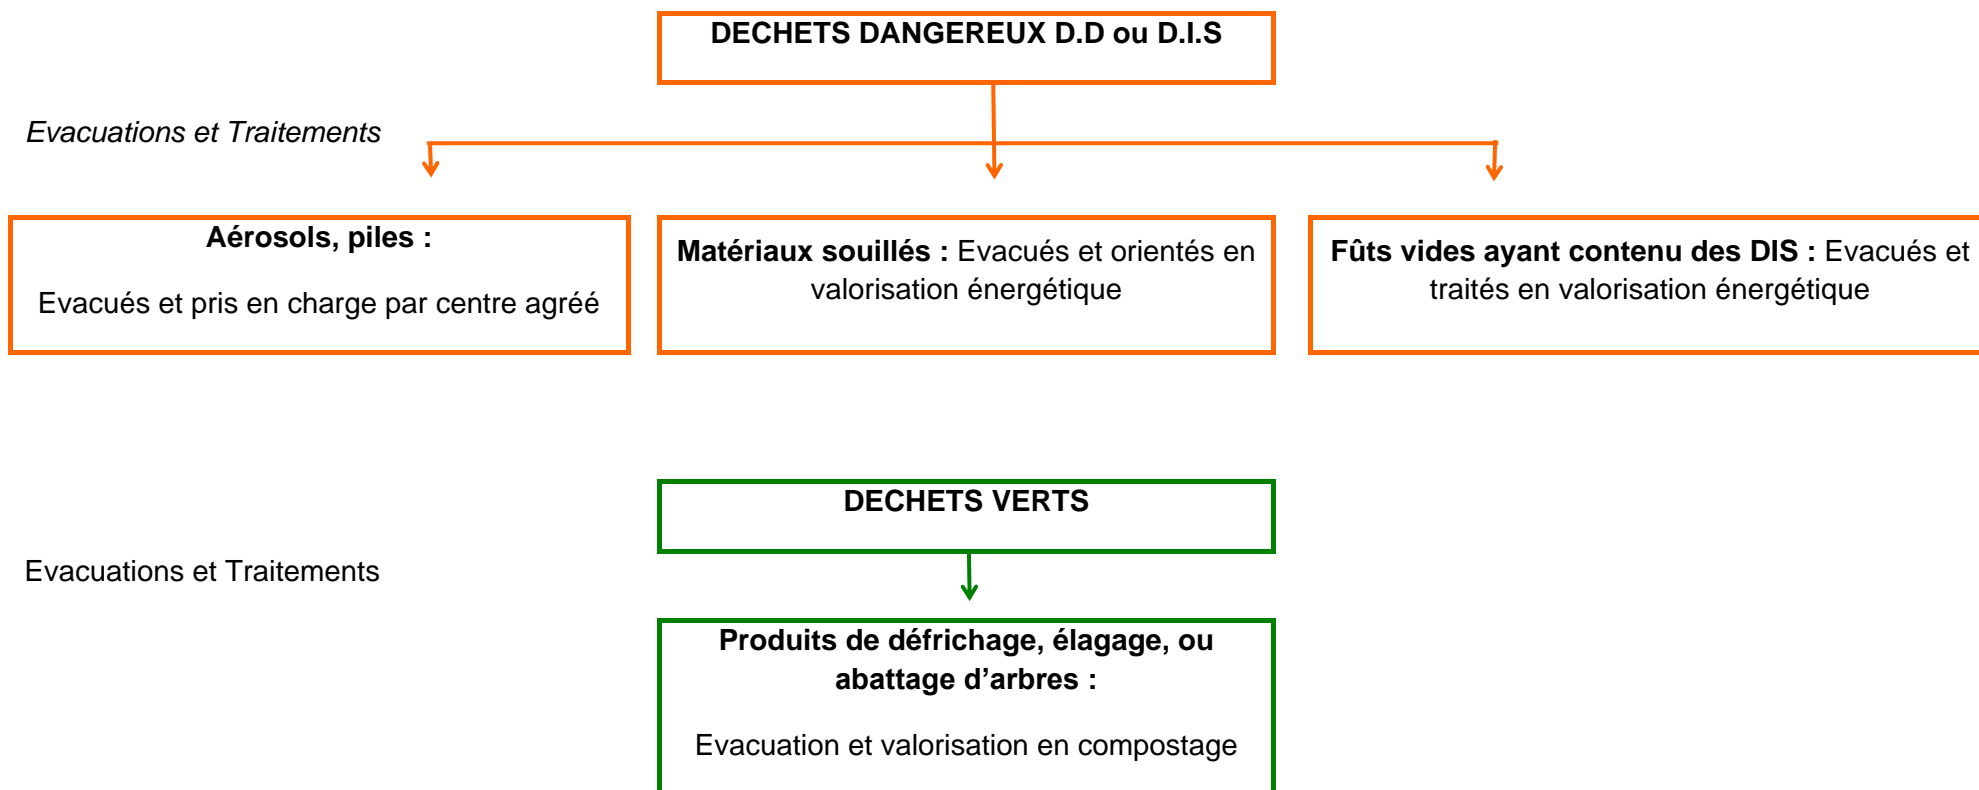 DECHETS DANGEREUX D.D ou D.I.S
Evacuations et Traitements
Aérosols, piles :
Evacués et pris en charge par centre agréé
Matériaux souillés : Evacués et orientés en
valorisation énergétique
Fûts vides ayant contenu des DIS : Evacués et
traités en valorisation énergétique
DECHETS VERTS
Evacuations et Traitements
Produits de défrichage, élagage, ou
abattage d’arbres :
Evacuation et valorisation en compostage